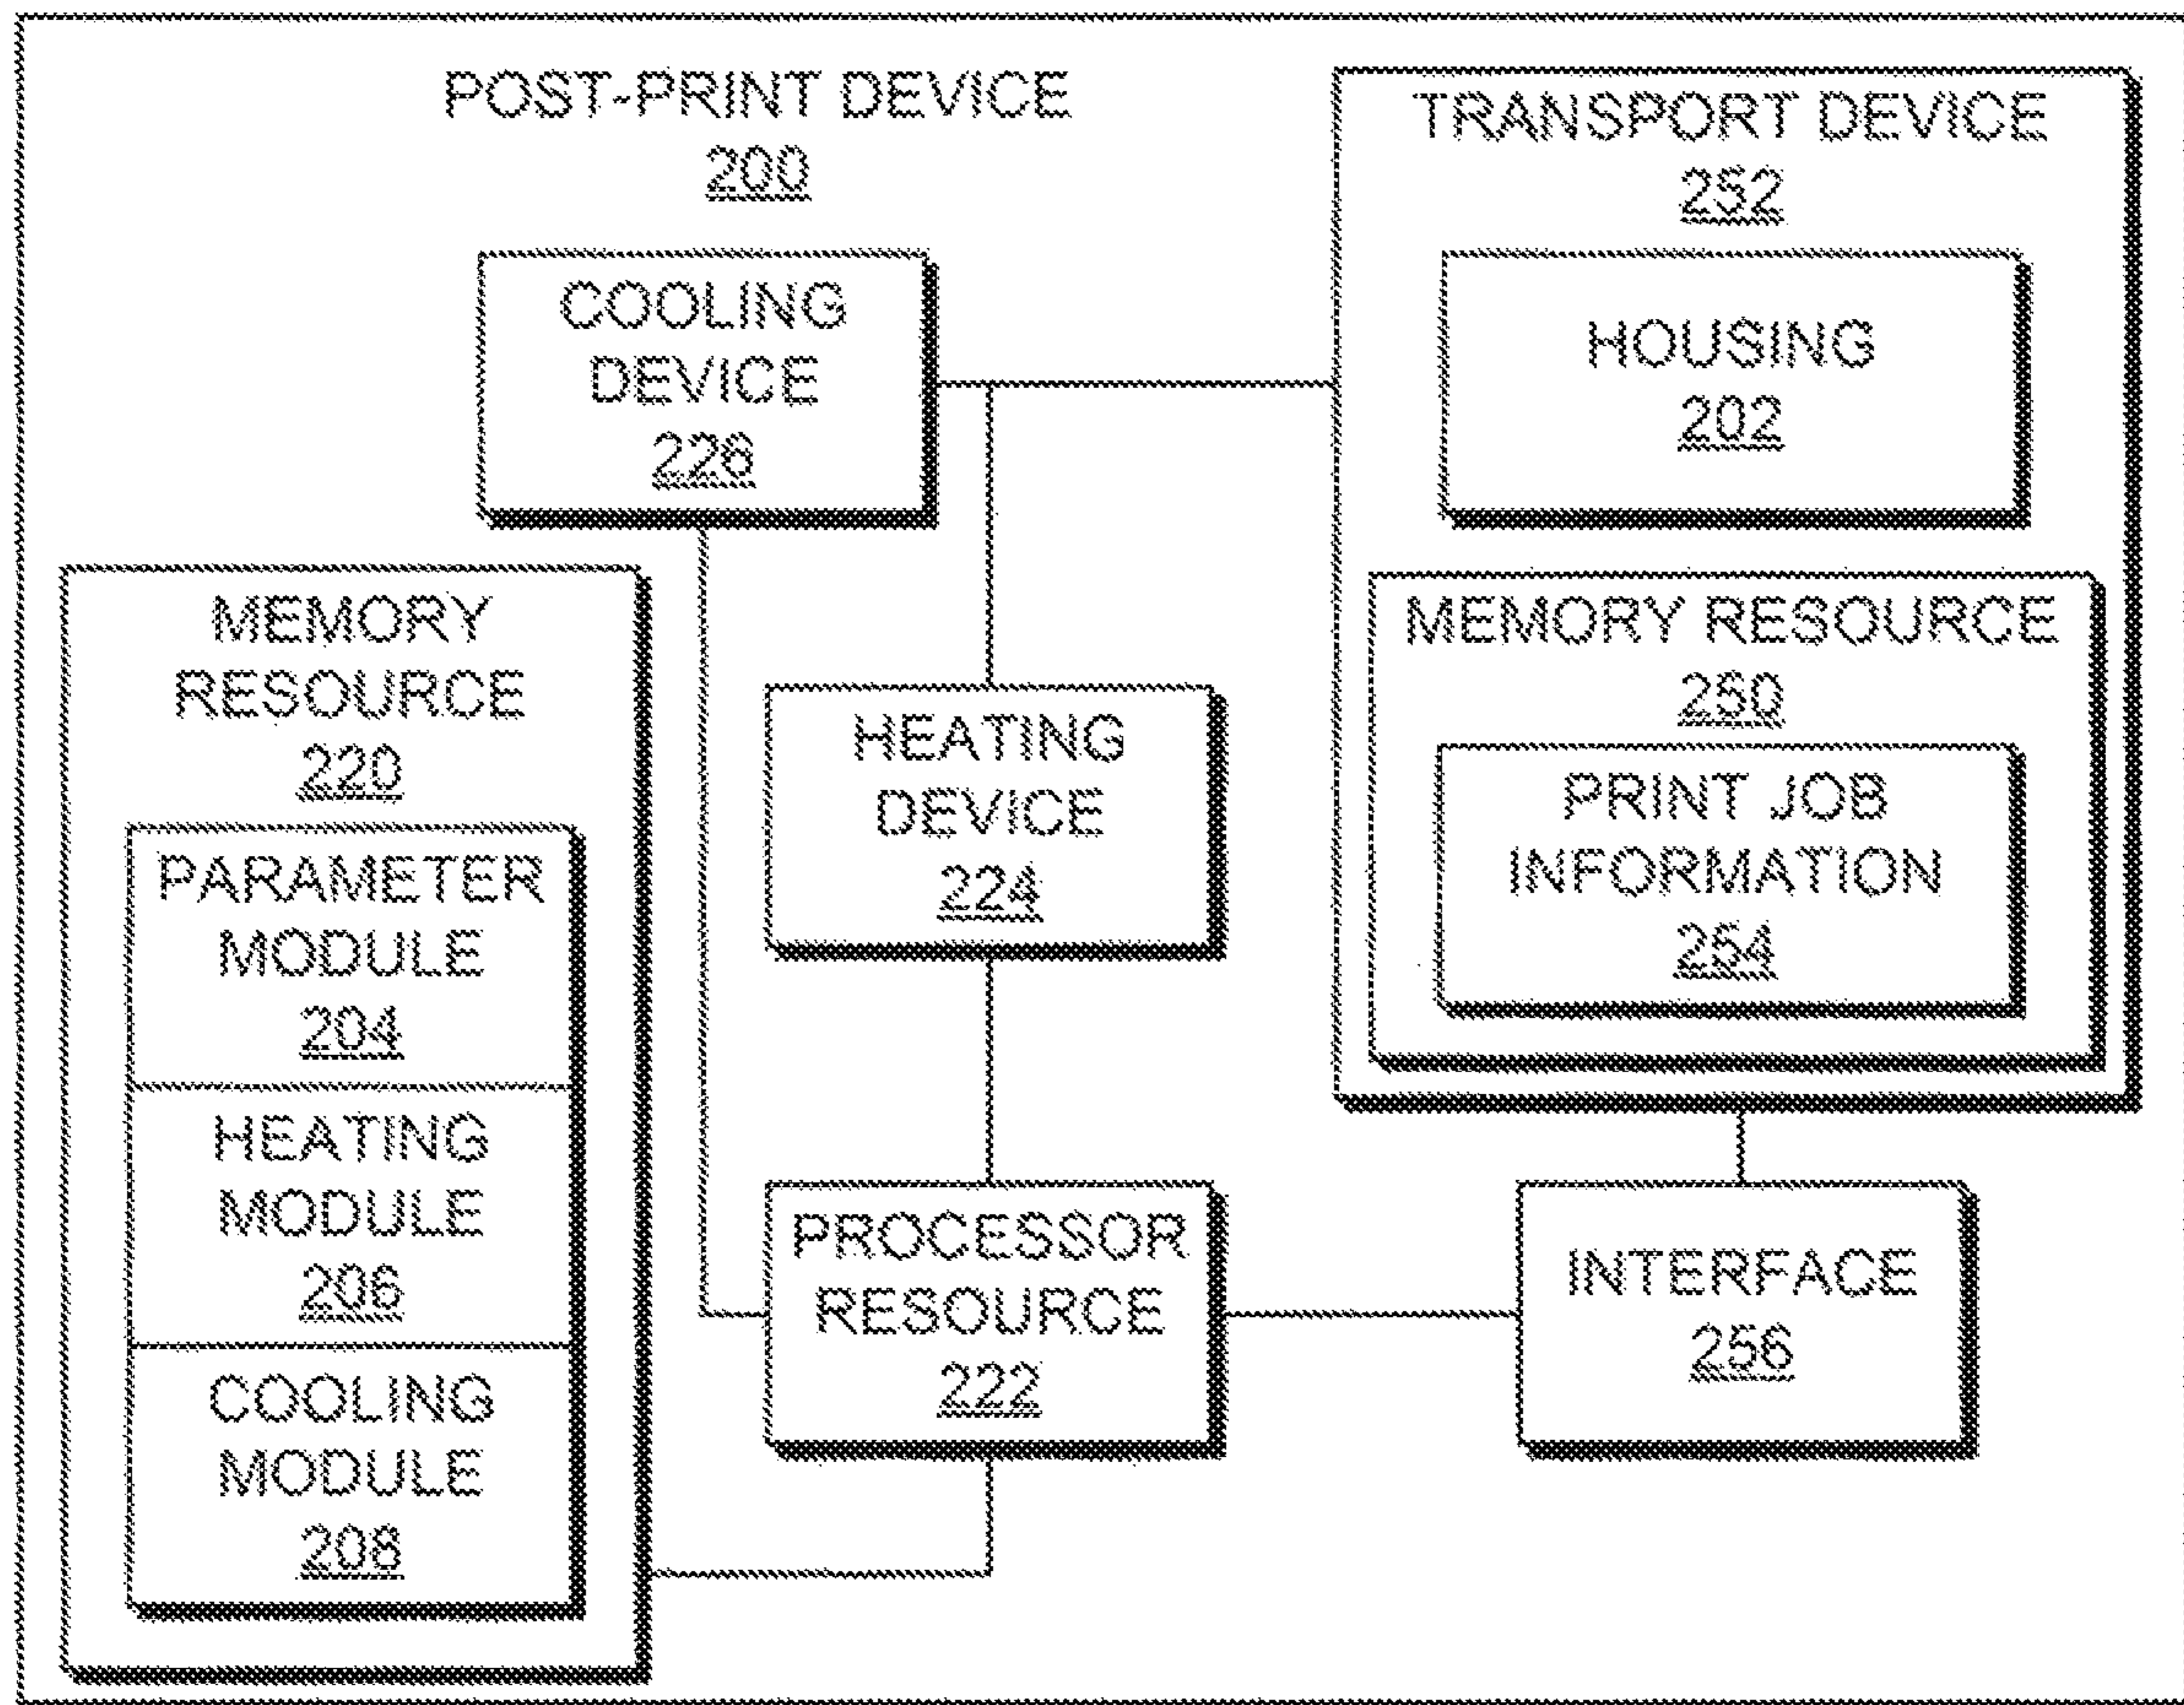 POST-PRINT DEVICE
200
COOLING
DEVICE
226
MEMORY
RESOURCE
220
PARAMETER
MODULE
204
HEATING
MODULE
206
COOLING
MODULE
208
HEATING
DEVICE
224
PROCESSOR
RESOURCE
222
TRANSPORT DEVICE
252
HOUSING
202
MEMORY RESOURCE
250
PRINT JOB
INFORMATION
254
INTERFACE
256